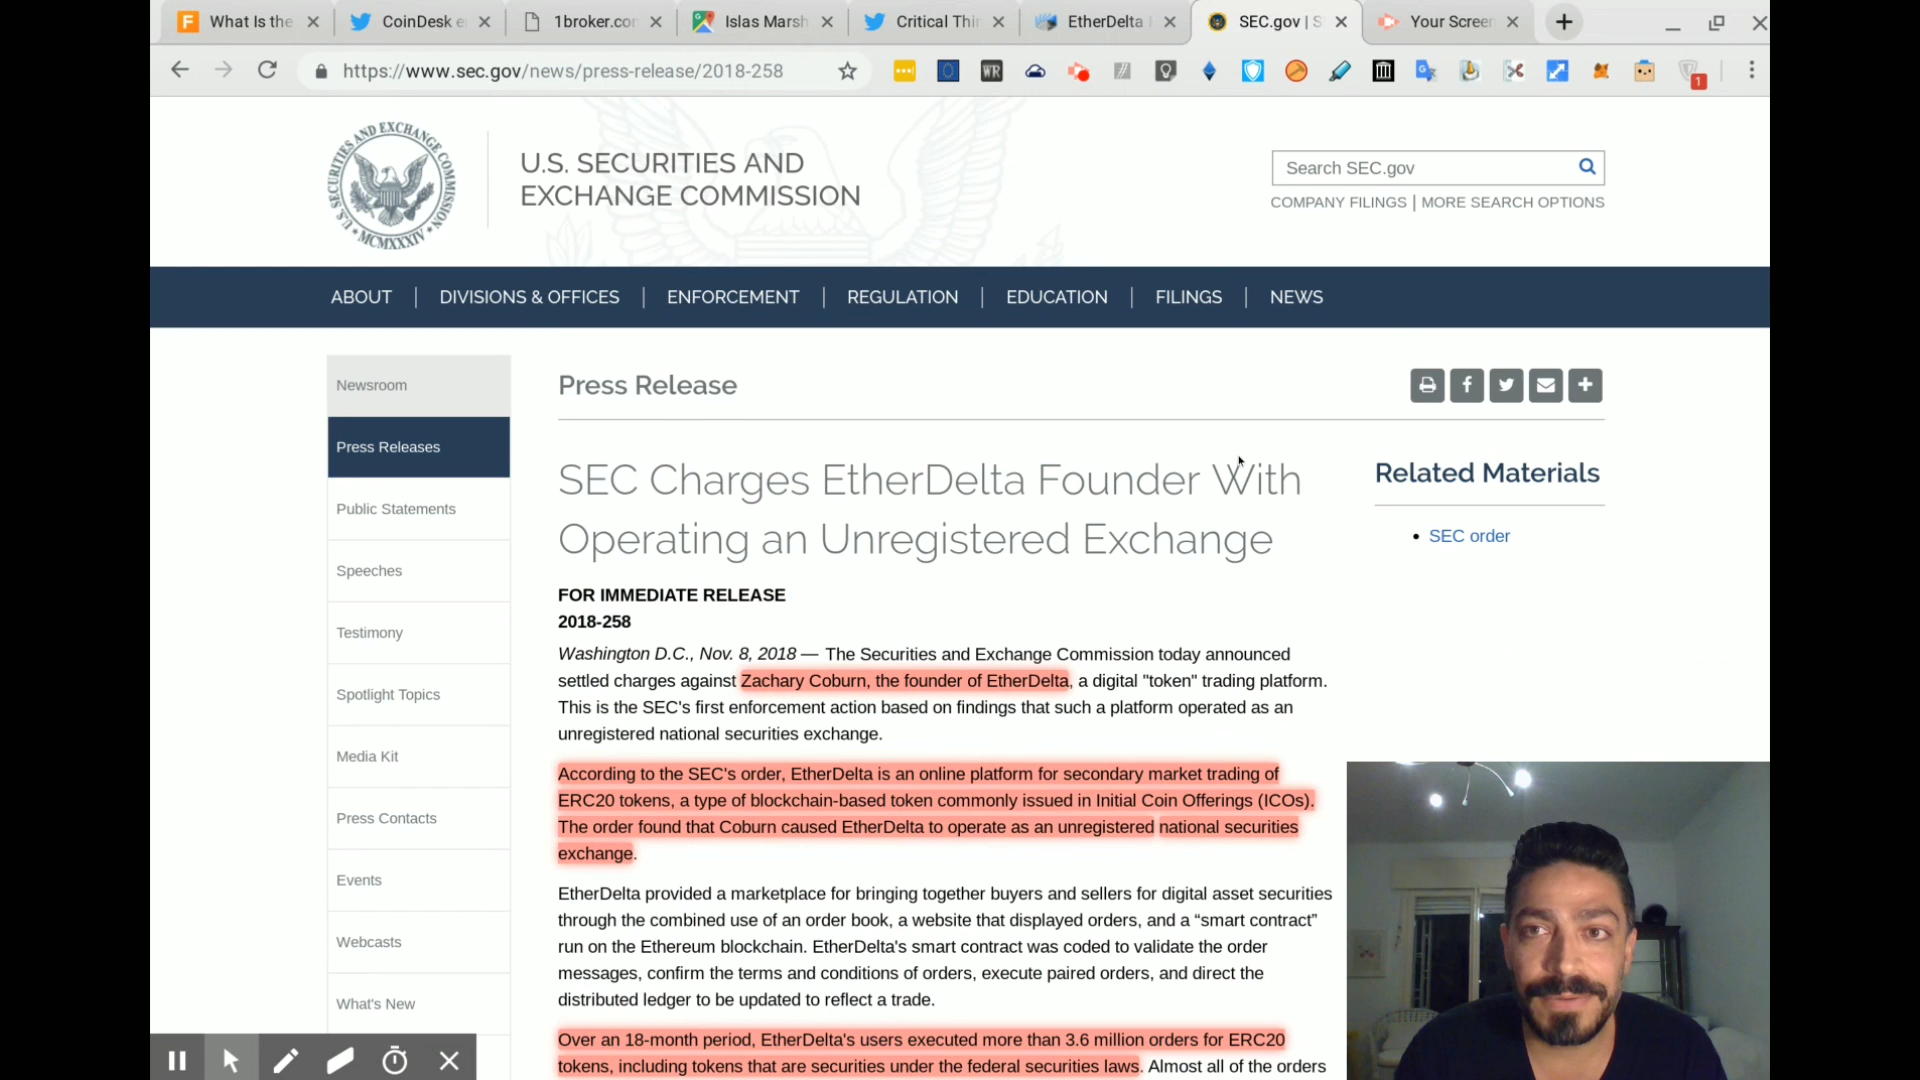 What Is the
CoinDesk e
1broker.con
Islas Marsh
Critical Thin
EtherDelta
SEC.gov | S
Your Screen
https://www.sec.gov/news/press-release/2018-258
WR
1
U.S. SECURITIES AND EXCHANGE COMMISSION
MCMXXXIV
U.S. SECURITIES AND
EXCHANGE COMMISSION
Search SEC.gov
COMPANY FILINGS | MORE SEARCH OPTIONS
ABOUT | DIVISIONS & OFFICES | ENFORCEMENT | REGULATION | EDUCATION | FILINGS | NEWS
Newsroom
Press Releases
Public Statements
Speeches
Testimony
Spotlight Topics
Media Kit
Press Contacts
Events
Webcasts
What's New
Press Release
SEC Charges EtherDelta Founder With
Operating an Unregistered Exchange
FOR IMMEDIATE RELEASE
2018-258
Washington D.C., Nov. 8, 2018 — The Securities and Exchange Commission today announced
settled charges against Zachary Coburn, the founder of EtherDelta, a digital "token" trading platform.
This is the SEC's first enforcement action based on findings that such a platform operated as an
unregistered national securities exchange.
According to the SEC's order, EtherDelta is an online platform for secondary market trading of
ERC20 tokens, a type of blockchain-based token commonly issued in Initial Coin Offerings (ICOs).
The order found that Coburn caused EtherDelta to operate as an unregistered national securities
exchange.
EtherDelta provided a marketplace for bringing together buyers and sellers for digital asset securities
through the combined use of an order book, a website that displayed orders, and a “smart contract”
run on the Ethereum blockchain. EtherDelta's smart contract was coded to validate the order
messages, confirm the terms and conditions of orders, execute paired orders, and direct the
distributed ledger to be updated to reflect a trade.
Over an 18-month period, EtherDelta's users executed more than 3.6 million orders for ERC20
tokens, including tokens that are securities under the federal securities laws. Almost all of the orders
Related Materials
• SEC order